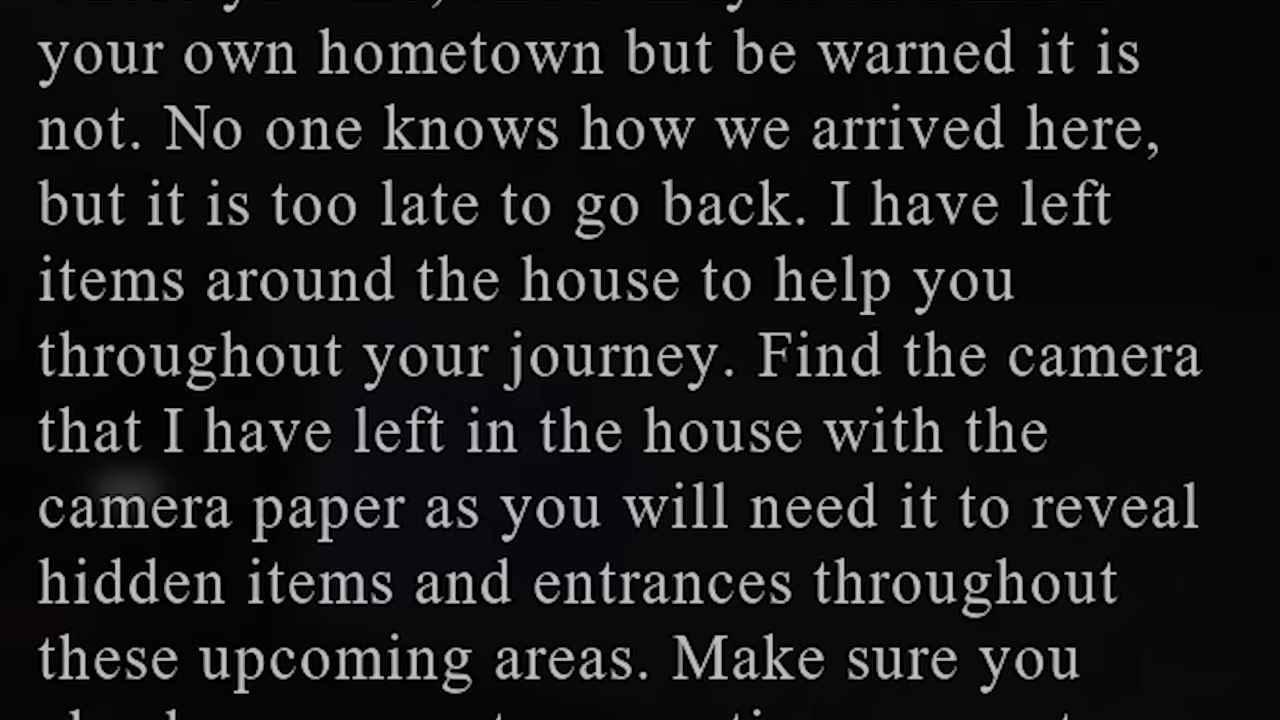 your own hometown but be warned it is
not. No one knows how we arrived here,
but it is too late to go back. I have left
items around the house to help you
throughout your journey. Find the camera
that I have left in the house with the
camera paper as you will need it to reveal
hidden items and entrances throughout
these upcoming areas. Make sure you